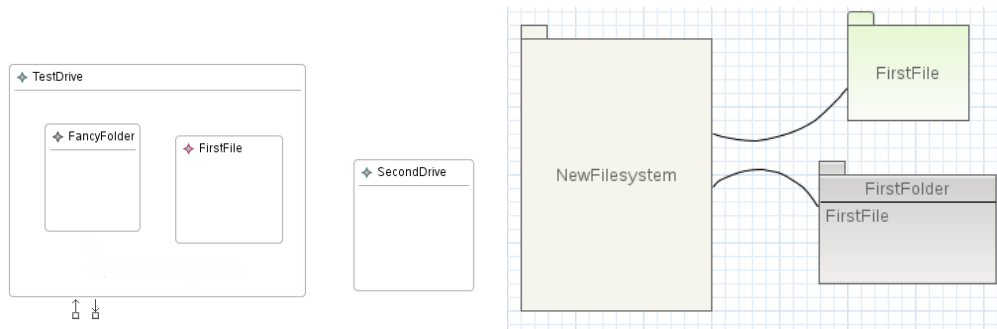 TestDrive
FancyFolder
FirstFile
SecondDrive
NewFilesystem
FirstFile
FirstFolder
FirstFile